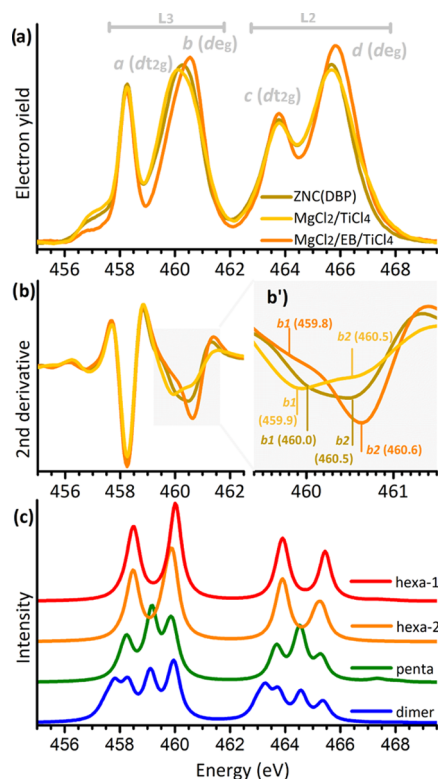 L3 L2
(a)
b (deg)
a (dt2g)
d (deg)
c (dt2g)
Electron yield
ZNC(DBP)
MgCl2/TiCl4
MgCl2/EB/TiCl4
456 458 460 462 464 466 468
(b) b')
2nd derivative
b1 (459.8)
b2 (460.5)
b1
(459.9)
b1 (460.0)
b2
(460.5)
b2 (460.6)
456 458 460 462 460 461
(c)
Intensity
hexa-1
hexa-2
penta
dimer
456 458 460 462 464 466 468
Energy (eV)